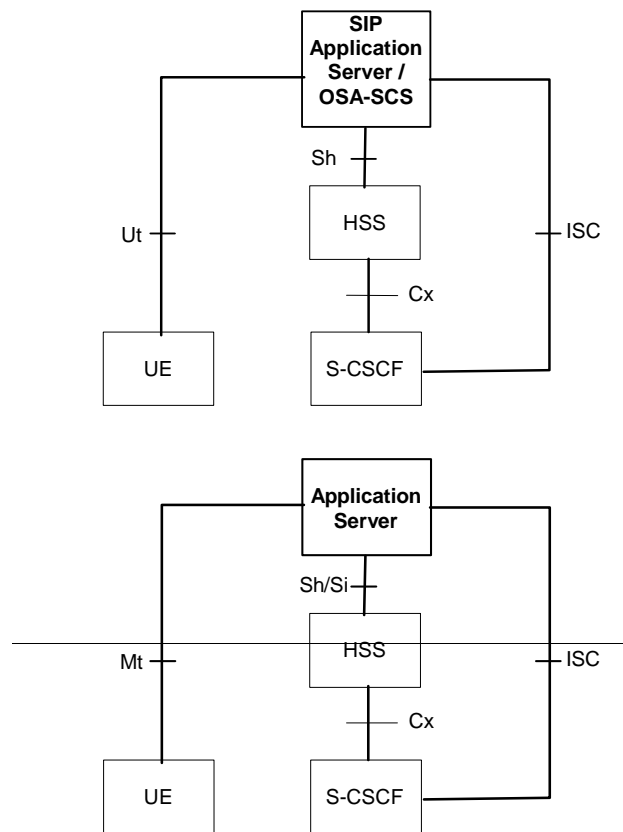 SIP
Application
Server /
OSA-SCS
Sh
HSS
Ut
ISC
Cx
UE
S-CSCF
Application
Server
Sh/Si
HSS
Mt
ISC
Cx
UE
S-CSCF